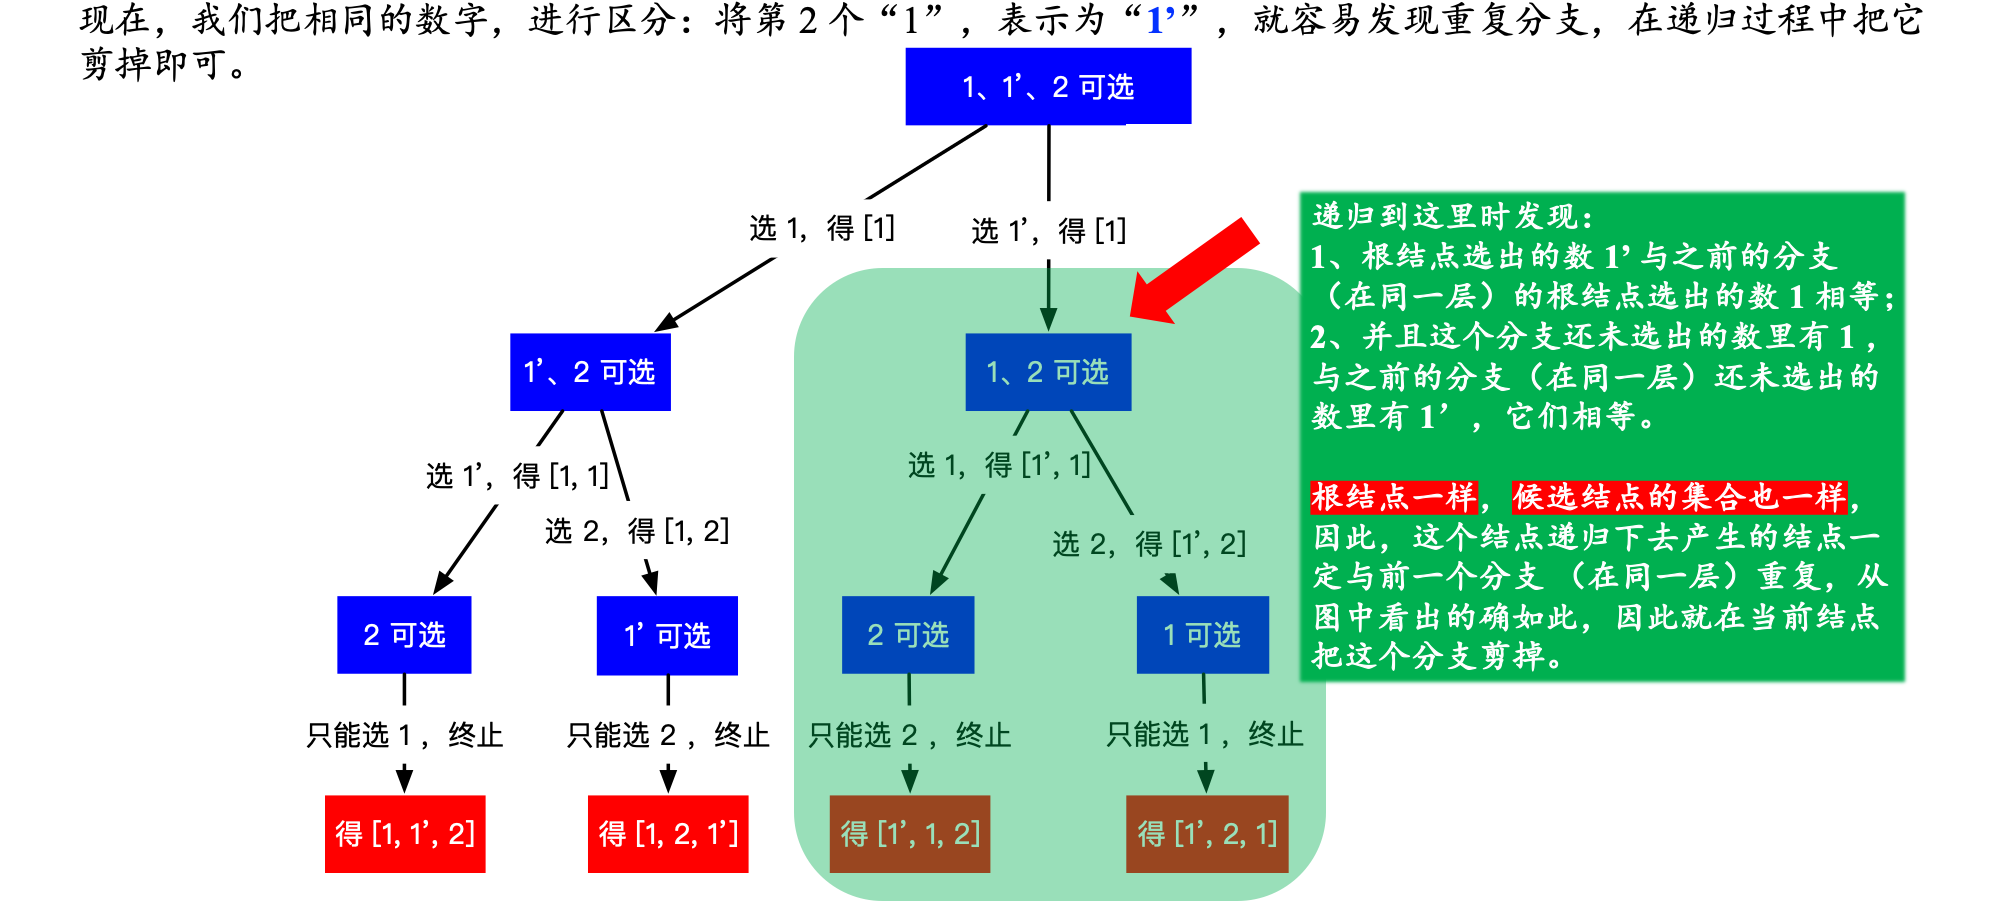 现在，我们把相同的数字，进行区分：将第 2 个“1”，表示为“1’”，就容易发现重复分支，在递归过程中把它
剪掉即可。
1、1’、2 可选
选 1，得 [1]
选 1’，得 [1]
递归到这里时发现：
1、根结点选出的数 1’ 与之前的分支
（在同一层）的根结点选出的数 1 相等；
2、并且这个分支还未选出的数里有 1，
与之前的分支（在同一层）还未选出的
数里有 1’，它们相等。
根结点一样，候选结点的集合也一样，
因此，这个结点递归下去产生的结点一
定与前一个分支 （在同一层）重复，从
图中看出的确如此，因此就在当前结点
把这个分支剪掉。
1’、2 可选
1、2 可选
选 1’，得 [1, 1]
选 2，得 [1, 2]
选 1，得 [1’, 1]
选 2，得 [1’, 2]
2 可选
1’ 可选
2 可选
1 可选
只能选 1 ，终止
只能选 2 ，终止
只能选 2 ，终止
只能选 1 ，终止
得 [1, 1’, 2]
得 [1, 2, 1’]
得 [1’, 1, 2]
得 [1’, 2, 1]